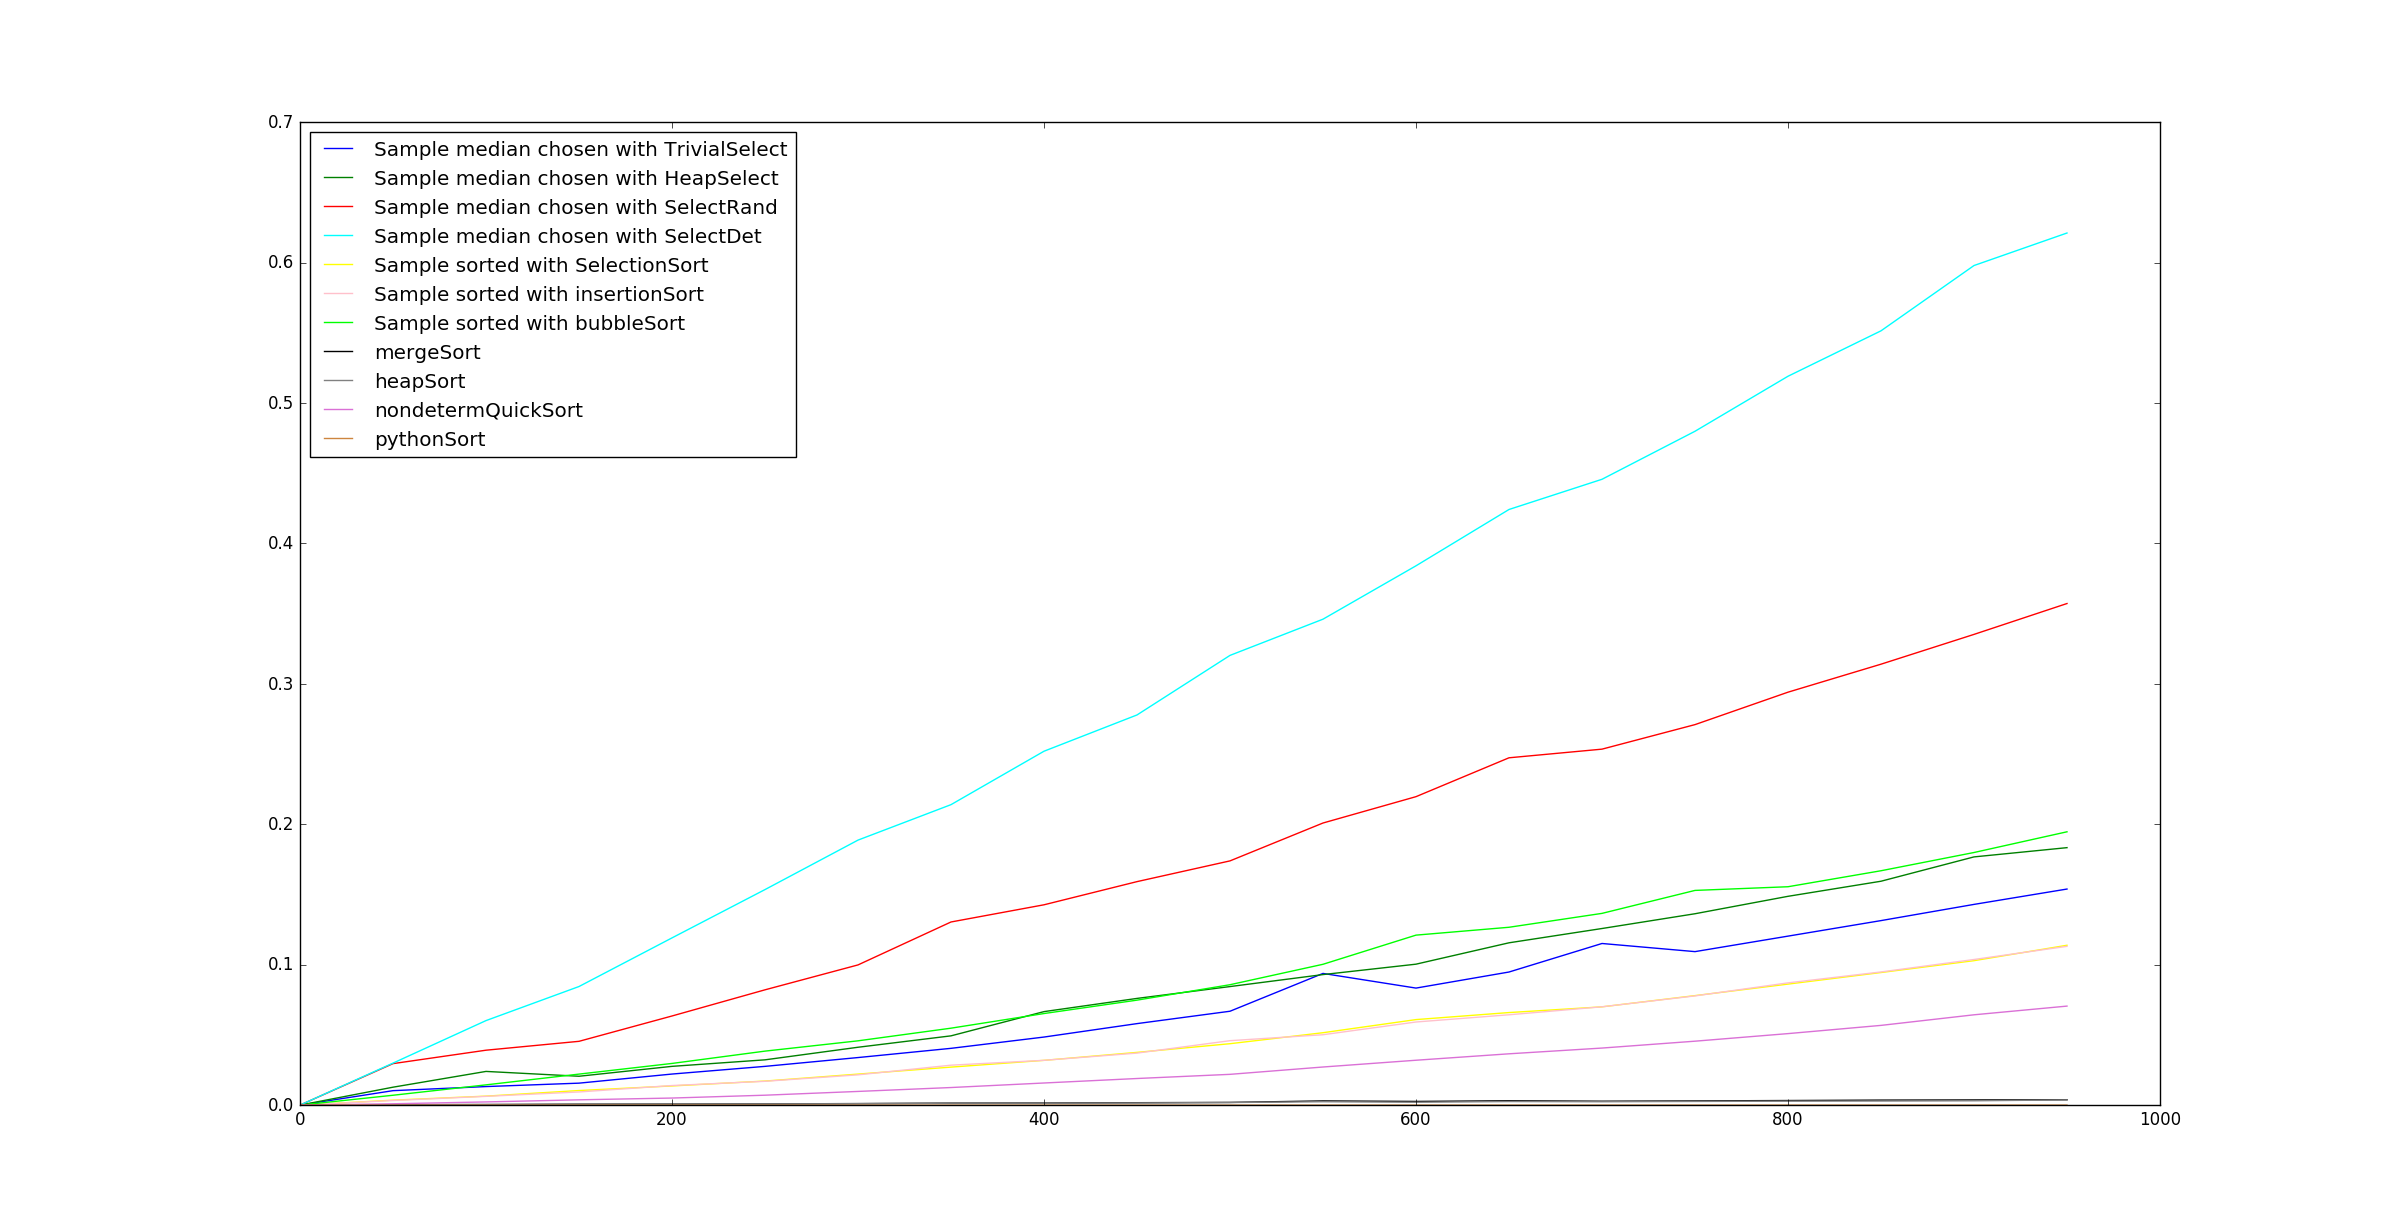 0.7
0.6
0.5
0.4
0.3
0.2
0.1
0.0
Sample median chosen with TrivialSelect
Sample median chosen with HeapSelect
Sample median chosen with SelectRand
Sample median chosen with SelectDet
Sample sorted with SelectionSort
Sample sorted with insertionSort
Sample sorted with bubbleSort
mergeSort
heapSort
nondetermQuickSort
pythonSort
0 200 400 600 800 1000